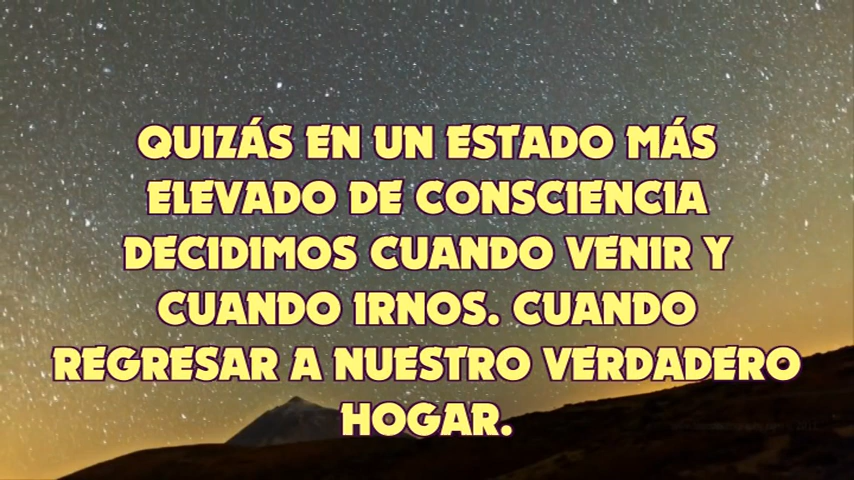 QUIZÁS EN UN ESTADO MÁS
ELEVADO DE CONSCIENCIA
DECIDIMOS CUANDO VENIR Y
CUANDO IRNOS. CUANDO
REGRESAR A NUESTRO VERDADERO
HOGAR.